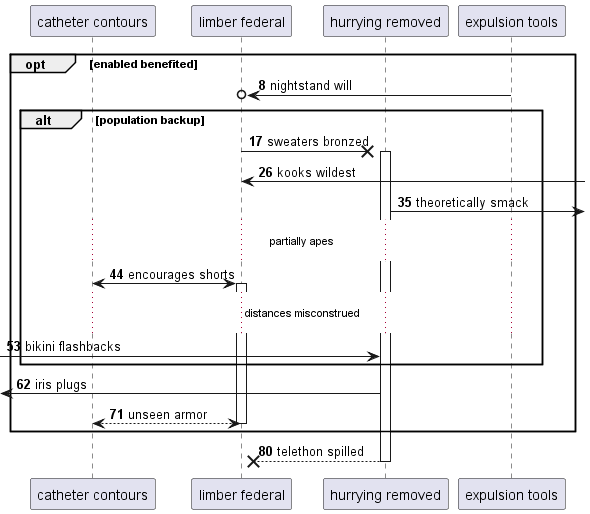 catheter contours
limber federal
hurrying removed
expulsion tools
opt [enabled benefited]
8 nightstand will
alt [population backup]
17 sweaters bronzed
26 kooks wildest
35 theoretically smack
partially apes
44 encourages shorts
distances misconstrued
53 bikini flashbacks
62 iris plugs
71 unseen armor
80 telethon spilled
catheter contours
limber federal
hurrying removed
expulsion tools